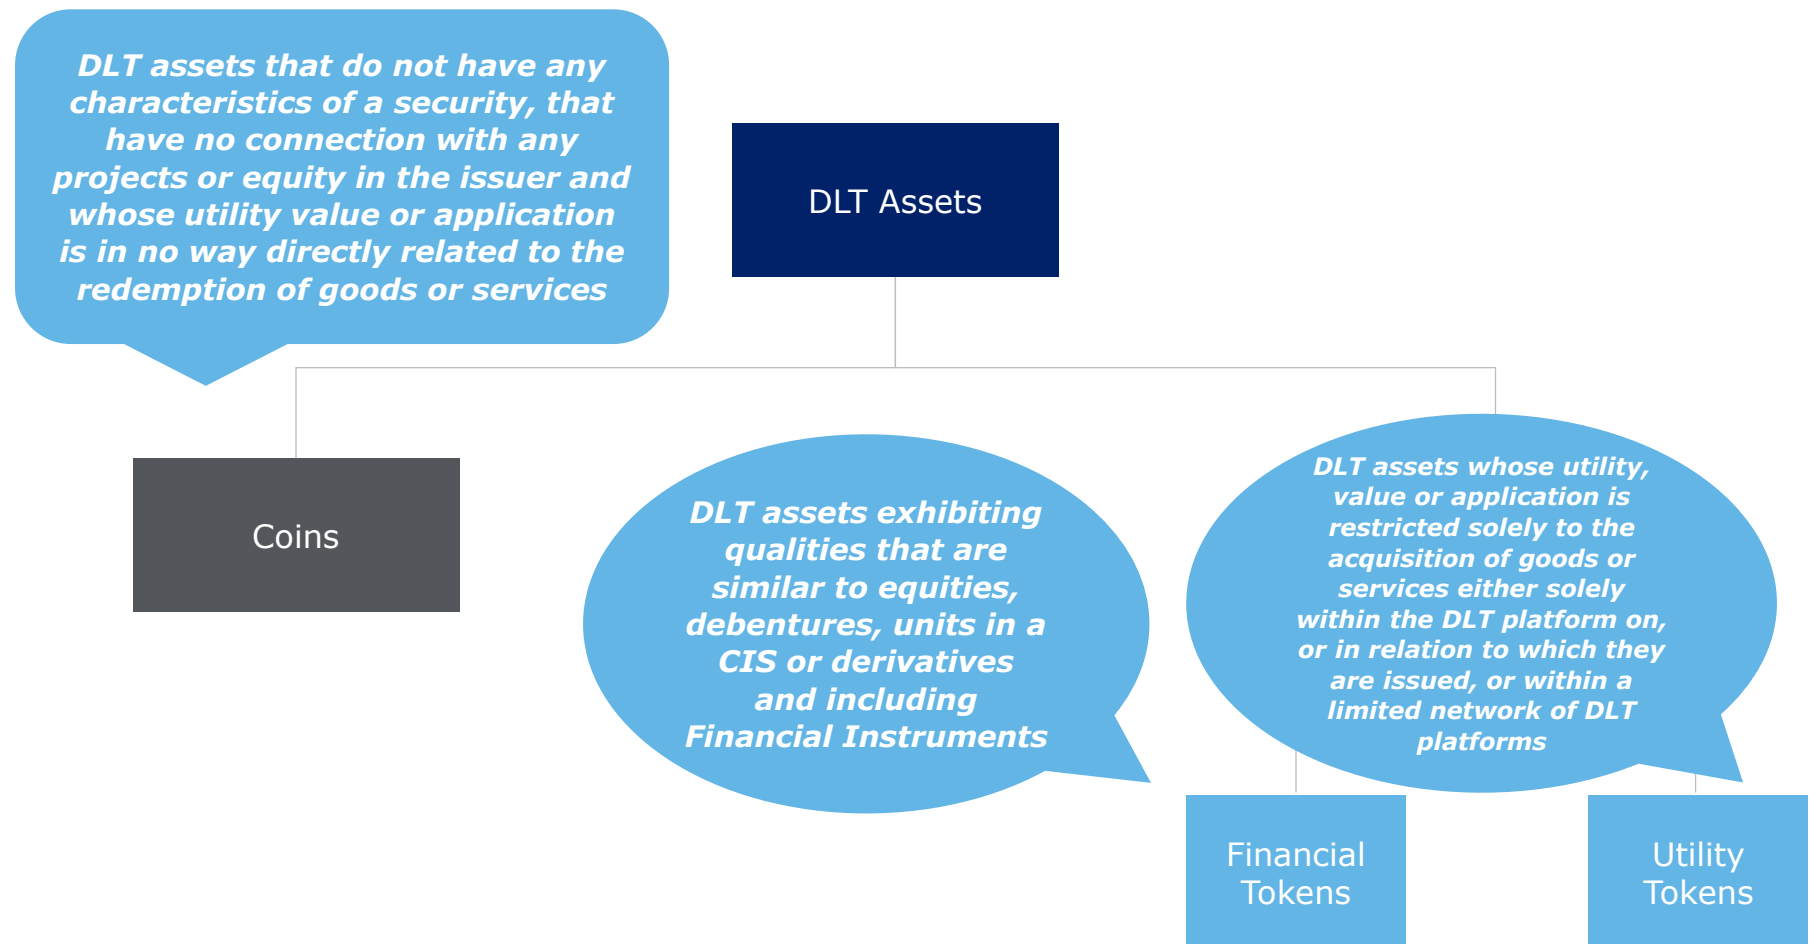 DLT assets that do not have any
characteristics of a security, that
have no connection with any
projects or equity in the issuer and
whose utility value or application
is in no way directly related to the
redemption of goods or services
DLT Assets
Coins
DLT assets exhibiting
qualities that are
similar to equities,
debentures, units in a
CIS or derivatives
and including
Financial Instruments
DLT assets whose utility,
value or application is
restricted solely to the
acquisition of goods or
services either solely
within the DLT platform on,
or in relation to which they
are issued, or within a
limited network of DLT
platforms
Financial
Tokens
Utility
Tokens